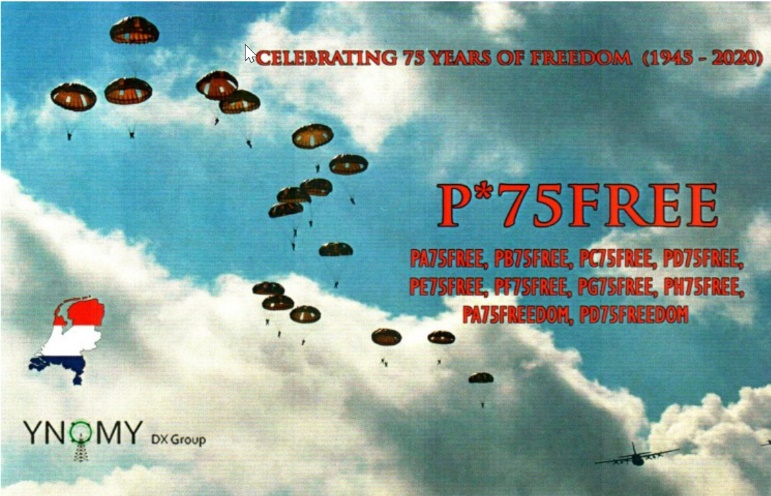 CELEBRATING 75 YEARS OF FREEDOM (1945 - 2020)
P*75FREE
PA75FREE, PB75FREE, PC75FREE, PD75FREE,
PE75FREE, PF75FREE, PG75FREE, PH75FREE,
PA75FREEDOM, PD75FREEDOM
YNOMY DX Group